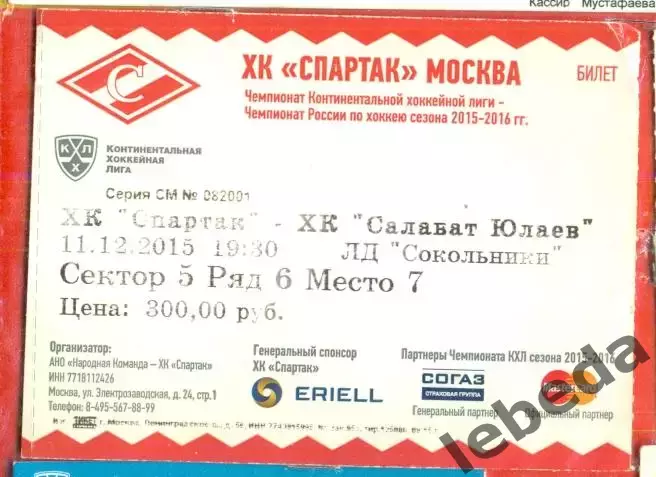 Кассир Мустафаева
ХК «СПАРТАК» МОСКВА
БИЛЕТ
Чемпионат Континентальной хоккейной лиги -
Чемпионат России по хоккею сезона 2015-2016 гг.
С
КХЛ
КОНТИНЕНТАЛЬНАЯ
ХОККЕЙНАЯ
ЛИГА
Серия СМ № 082001
ХК "Спартак" - ХК "Салават Юлаев"
11.12.2015 19:30 ЛД "Сокольники"
Сектор 5 Ряд 6 Место 7
Цена: 300,00 руб.
Организатор:
АНО «Народная Команда – ХК «Спартак»
ИНН 7718112426
Москва, ул. Электрозаводская, д. 24, стр.1
Телефон: 8-495-567-88-99
Генеральный спонсор
ХК «Спартак»
ERIELL
Партнеры Чемпионата КХЛ сезона 2015-2016
СОГАЗ
СТРАХОВАЯ ГРУППА
Генеральный партнер
MasterCard
Официальный партнер
г. Москва, Ленинградское
lebeda